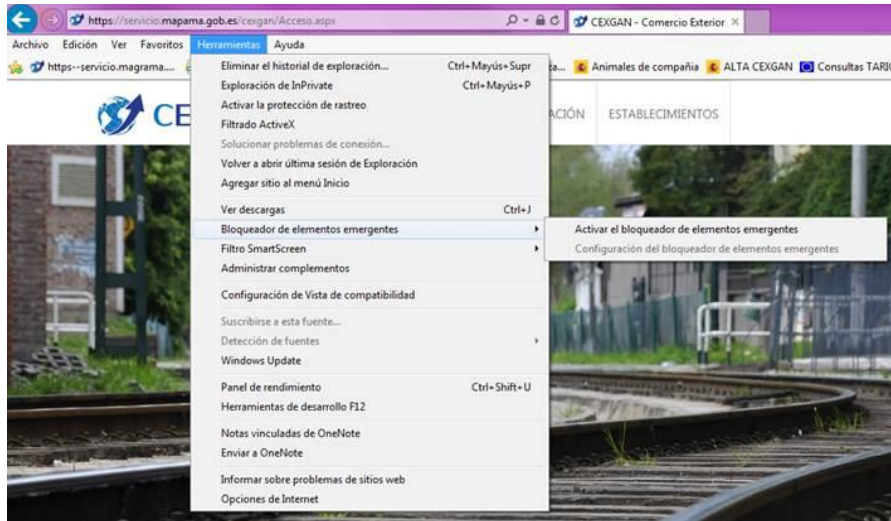 https://servicio.mapama.gob.es/cexgan/Acceso.aspx
CEXGAN - Comercio Exterior
Archivo Edición Ver Favoritos Herramientas Ayuda
https--servicio.magrama....
Animales de compañia ALTA CEXGAN Consultas TARIC
CE
ACIÓN ESTABLECIMIENTOS
Eliminar el historial de exploración... Ctrl+Mayús+Supr
Exploración de InPrivate Ctrl+Mayús+P
Activar la protección de rastreo
Filtrado ActiveX
Solucionar problemas de conexión...
Volver a abrir última sesión de Exploración
Agregar sitio al menú Inicio
Ver descargas Ctrl+J
Bloqueador de elementos emergentes
Activar el bloqueador de elementos emergentes
Configuración del bloqueador de elementos emergentes
Filtro SmartScreen
Administrar complementos
Configuración de Vista de compatibilidad
Suscribirse a esta fuente...
Detección de fuentes
Windows Update
Panel de rendimiento Ctrl+Shift+U
Herramientas de desarrollo F12
Notas vinculadas de OneNote
Enviar a OneNote
Informar sobre problemas de sitios web
Opciones de Internet